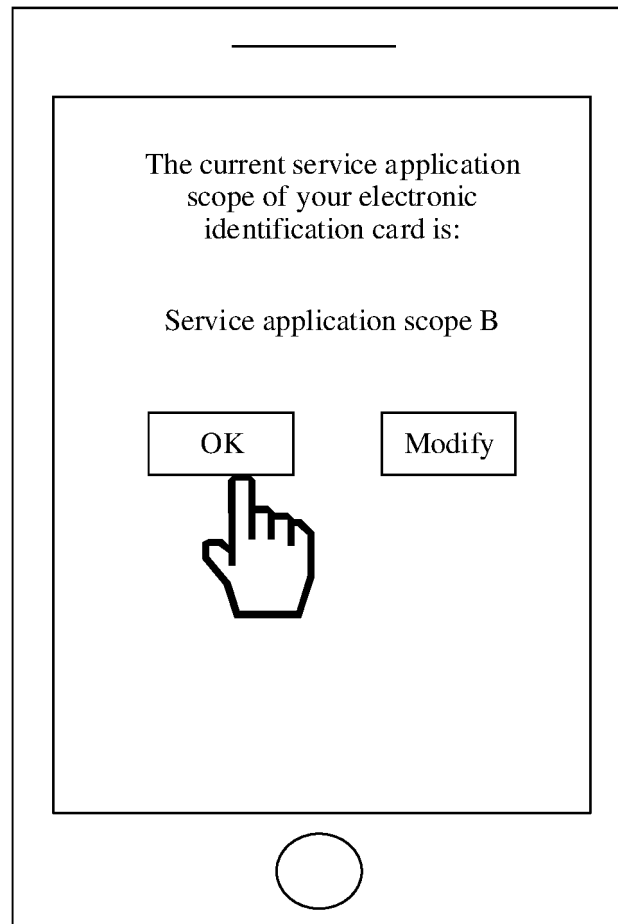 The current service application
scope of your electronic
identification card is:
Service application scope B
OK
Modify